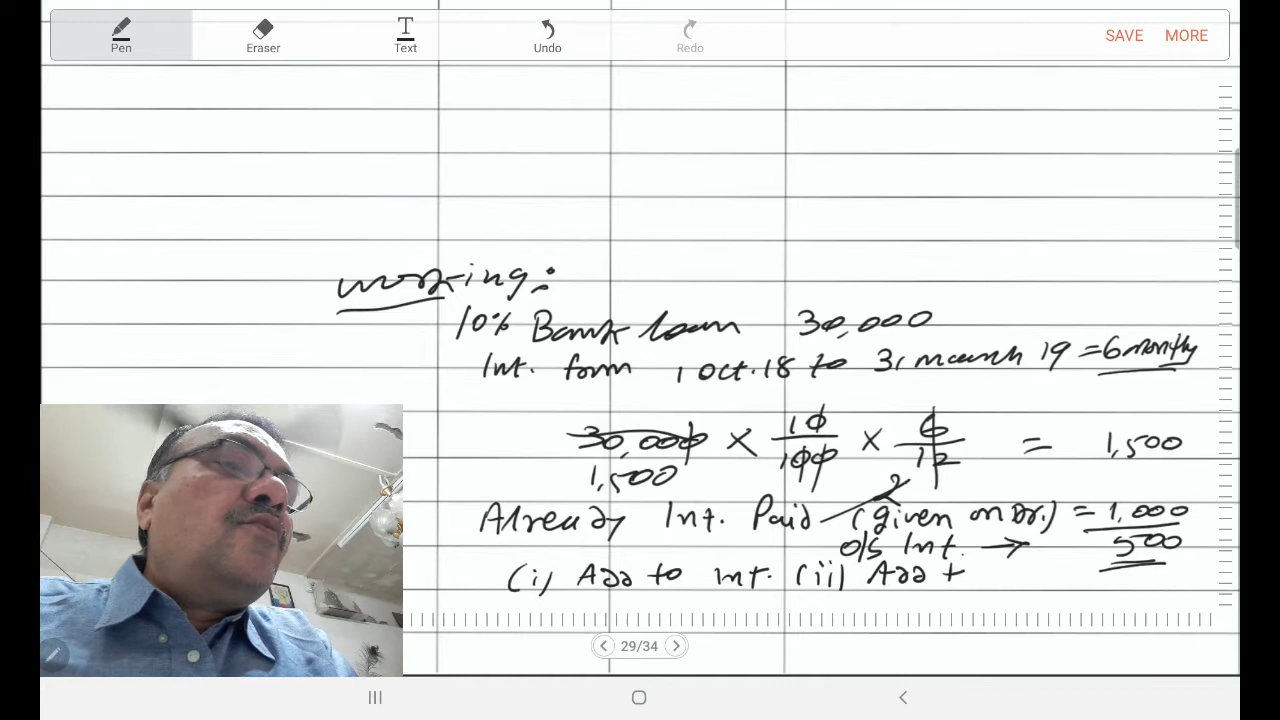 Pen Eraser Text Undo Redo SAVE MORE
working:
10% Bank loan 30,000
Int. form 1 Oct.18 to 31 march 19 = 6 monthly
30,000 × 10/100 × 6/12 = 1,500
1,500 2
Already Int. Paid (given on Dr.) = 1,000
o/s Int. → 500
(i) Add to Int. (ii) Add t
29/34